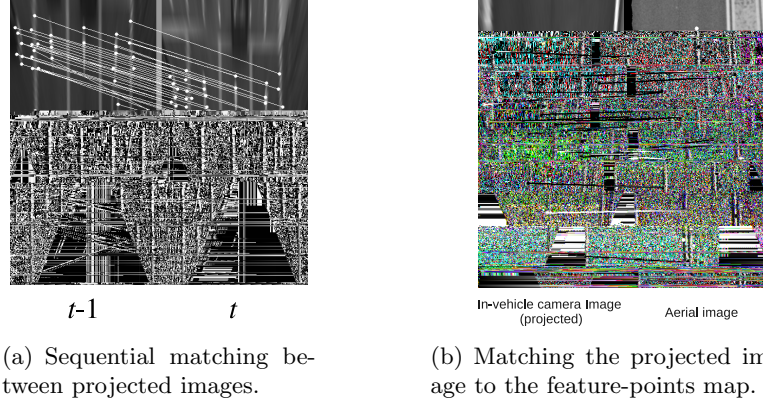 t-1 t
In-vehicle camera Image
(projected)
Aerial image
(a) Sequential matching be-
tween projected images.
(b) Matching the projected im-
age to the feature-points map.